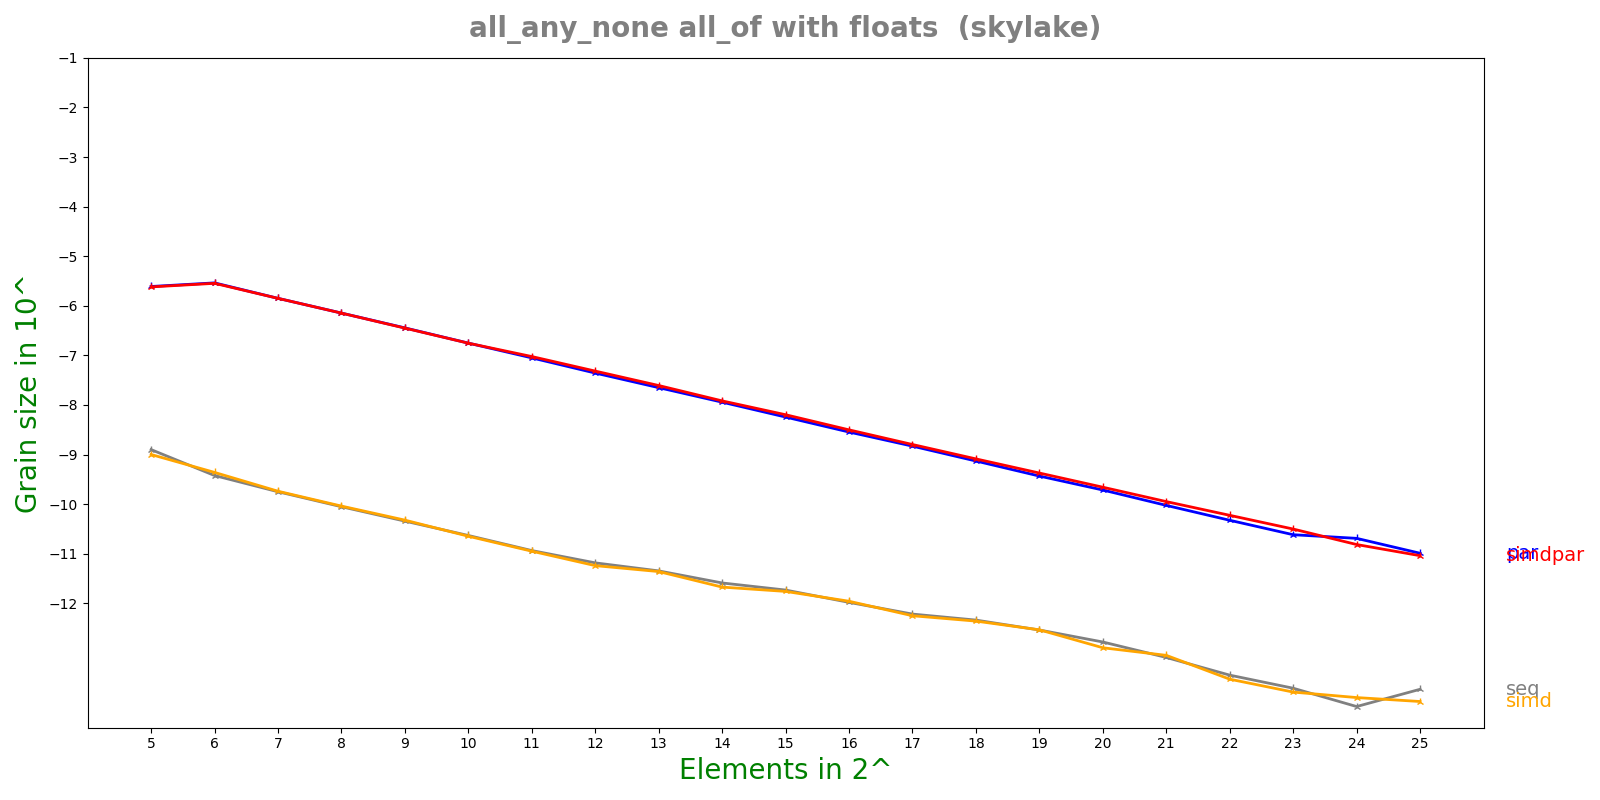 all_any_none all_of with floats (skylake)
Grain size in 10^
−1
−2
−3
−4
−5
−6
−7
−8
−9
−10
−11
−12
par
simdpar
seq
simd
5 6 7 8 9 10 11 12 13 14 15 16 17 18 19 20 21 22 23 24 25
Elements in 2^